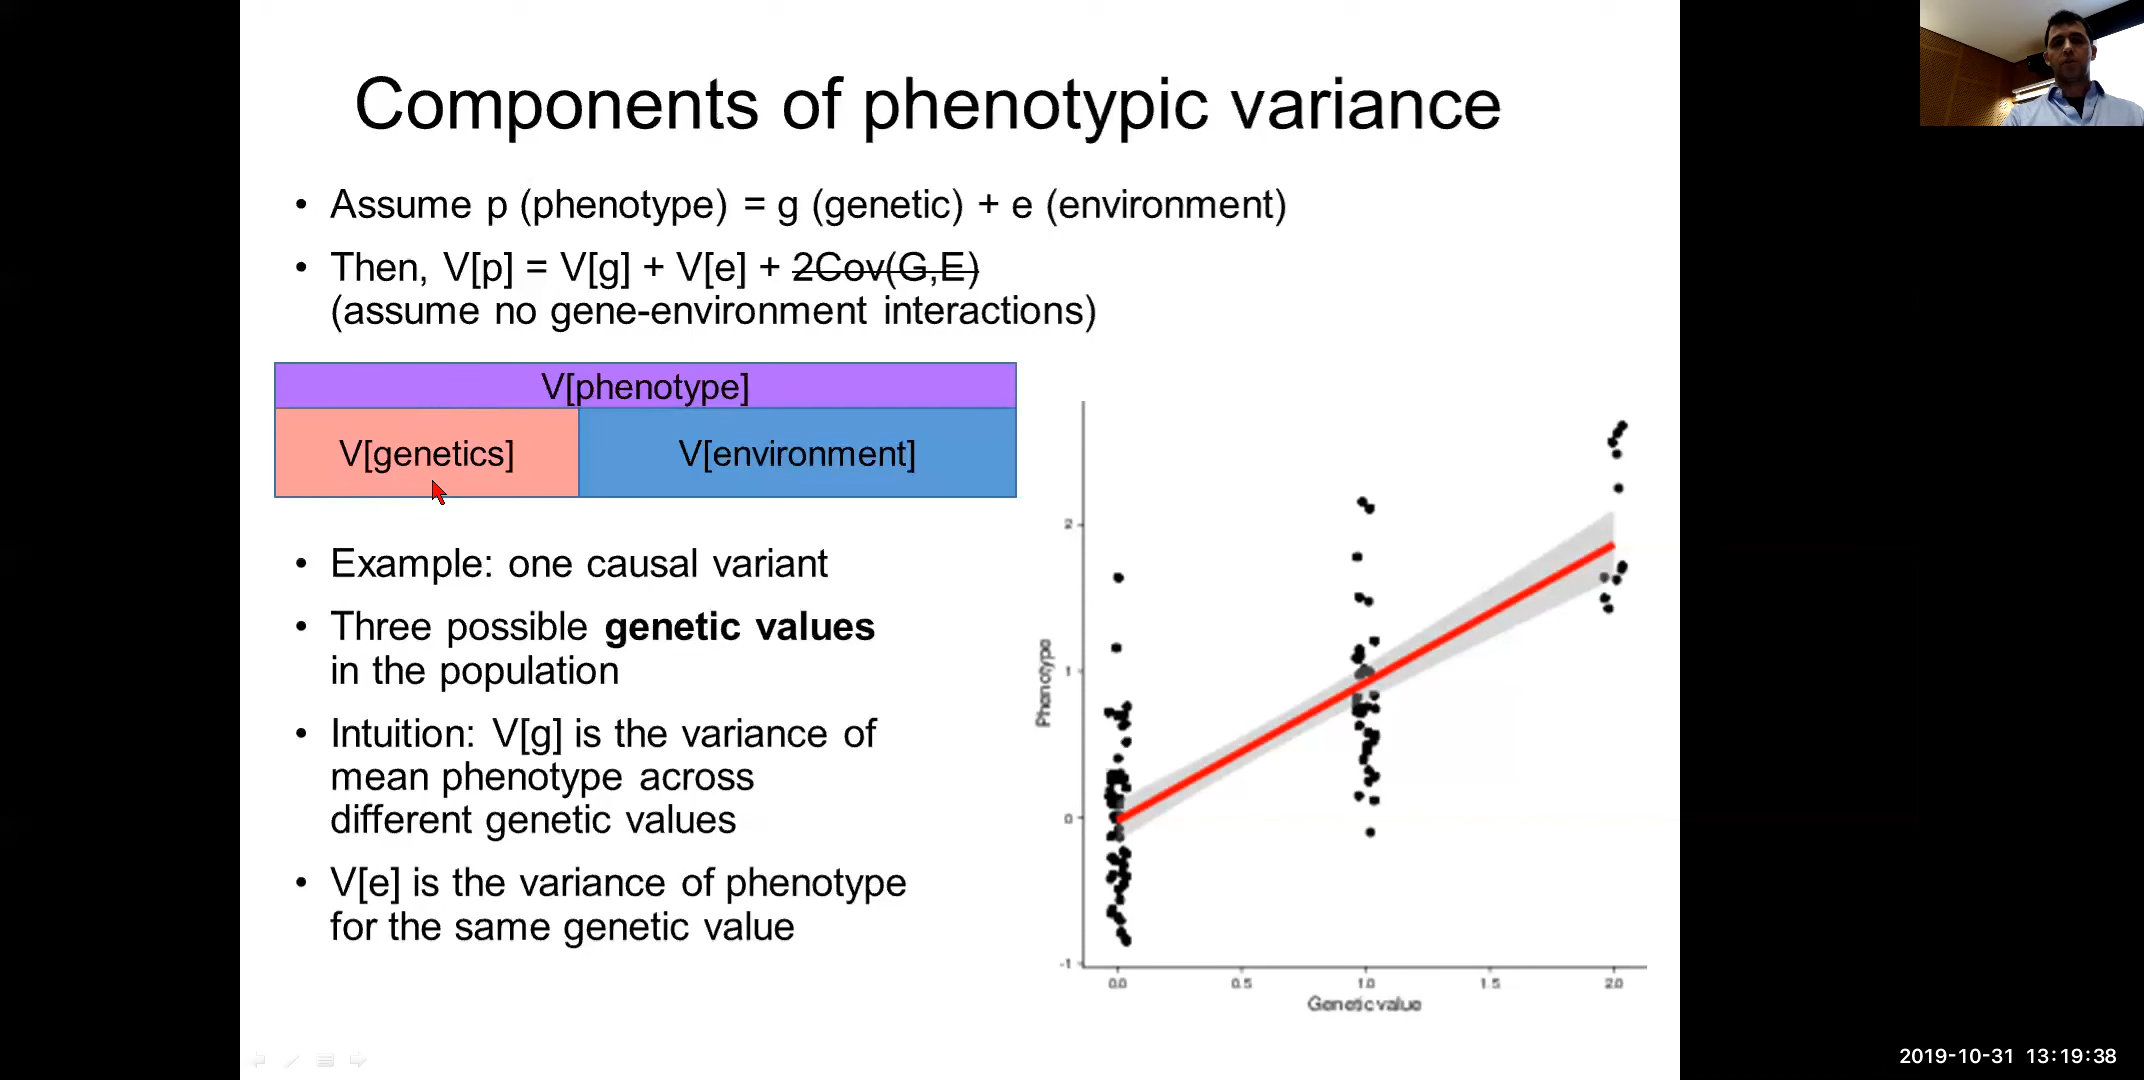 Components of phenotypic variance
• Assume p (phenotype) = g (genetic) + e (environment)
• Then, V[p] = V[g] + V[e] + 2Cov(G,E)
(assume no gene-environment interactions)
V[phenotype]
V[genetics] V[environment]
• Example: one causal variant
• Three possible genetic values
in the population
• Intuition: V[g] is the variance of
mean phenotype across
different genetic values
• V[e] is the variance of phenotype
for the same genetic value
Phenotype
2
1
0
-1
0.0 0.5 1.0 1.5 2.0
Genetic value
2019-10-31 13:19:38